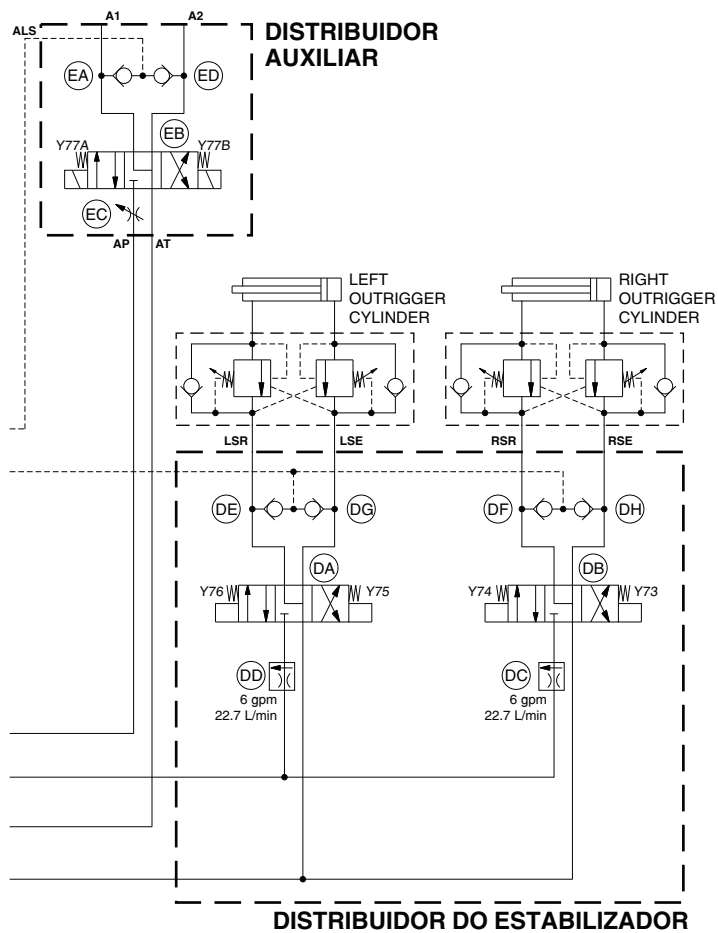 A1 A2
ALS
DISTRIBUIDOR
AUXILIAR
EA ED
EB
Y77A Y77B
EC
AP AT
LEFT
OUTRIGGER
CYLINDER
RIGHT
OUTRIGGER
CYLINDER
LSR LSE RSR RSE
DE DG DF DH
DA DB
Y76 Y75 Y74 Y73
DD DC
6 gpm
22.7 L/min
6 gpm
22.7 L/min
DISTRIBUIDOR DO ESTABILIZADOR